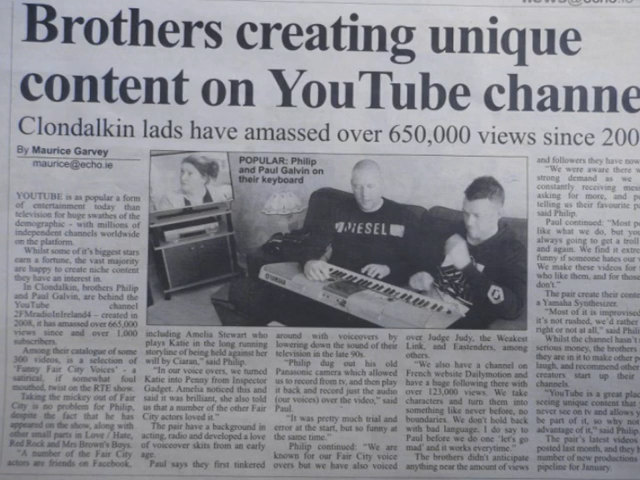 news@echo.ie
Brothers creating unique
content on YouTube channe
Clondalkin lads have amassed over 650,000 views since 200
By Maurice Garvey
maurice@echo.ie
YOUTUBE is as popular a form
of entertainment today than
television for huge swathes of the
demographic - with millions of
independent channels worldwide
on the platform.
Whilst some of it's biggest stars
earn a fortune, the vast majority
are happy to create niche content
they have an interest in.
In Clondalkin, brothers Philip
and Paul Galvin, are behind the
YouTube channel
2FMradioIreland4 – created in
2008, it has amassed over 665,000
views since and over 1,000
subscribers.
Among their catalogue of some
300 videos, is a selection of
'Funny Fair City Voices' - a
satirical, if somewhat foul
mouthed, twist on the RTE show.
Taking the mickey out of Fair
City is no problem for Philip,
despite the fact that he has
appeared on the show, along with
other small parts in Love / Hate,
Red Rock and Mrs Brown's Boys.
"A number of the Fair City
actors are friends on Facebook,
POPULAR: Philip
and Paul Galvin on
their keyboard
DIESEL
YAMAHA
including Amelia Stewart who
plays Katie in the long running
storyline of being held against her
will by Ciaran," said Philip.
"In our voice overs, we turned
Katie into Penny from Inspector
Gadget. Amelia noticed this and
said it was brilliant, she also told
us that a number of the other Fair
City actors loved it."
The pair have a background in
acting, radio and developed a love
of voiceover skits from an early
age.
Paul says they first tinkered
around with voiceovers by
lowering down the sound of their
television in the late 90s.
"Philip dug out his old
Panasonic camera which allowed
us to record from tv, and then play
it back and record just the audio
(our voices) over the video," said
Paul.
"It was pretty much trial and
error at the start, but so funny at
the same time."
Philip continued: "We are
known for our Fair City voice
overs but we have also voiced
over Judge Judy, the Weakest
Link, and Eastenders, among
others.
"We also have a channel on
French website Dailymotion and
have a huge following there with
over 123,000 views. We take
characters and turn them into
something like never before, no
boundaries. We don't hold back
with bad language. I do say to
Paul before we do one 'let's go
mad' and it works everytime."
The brothers didn't anticipate
anything near the amount of views
and followers they have now
"We were aware there w
strong demand as we
constantly receiving mes
asking for more, and pe
telling us their favourite p
said Philip.
Paul continued: "Most p
like what we do, but you
always going to get a troll
and again. We find it extr
funny if someone hates our v
We make these videos for
who like them, and for those
don't."
The pair create their conte
a Yamaha Synthesizer.
"Most of it is improvised
it's not rushed, we'd rather
right or not at all," said Phi
Whilst the channel hasn't
serious money, the brothers
they are in it to make other p
laugh, and recommend other
creators start up their
channels.
"YouTube is a great plac
seeing unique content that
never see on tv and allows
be part of it, so why not
advantage of it," said Philip
The pair's latest videos
posted last month, and they h
number of new productions
pipeline for January.